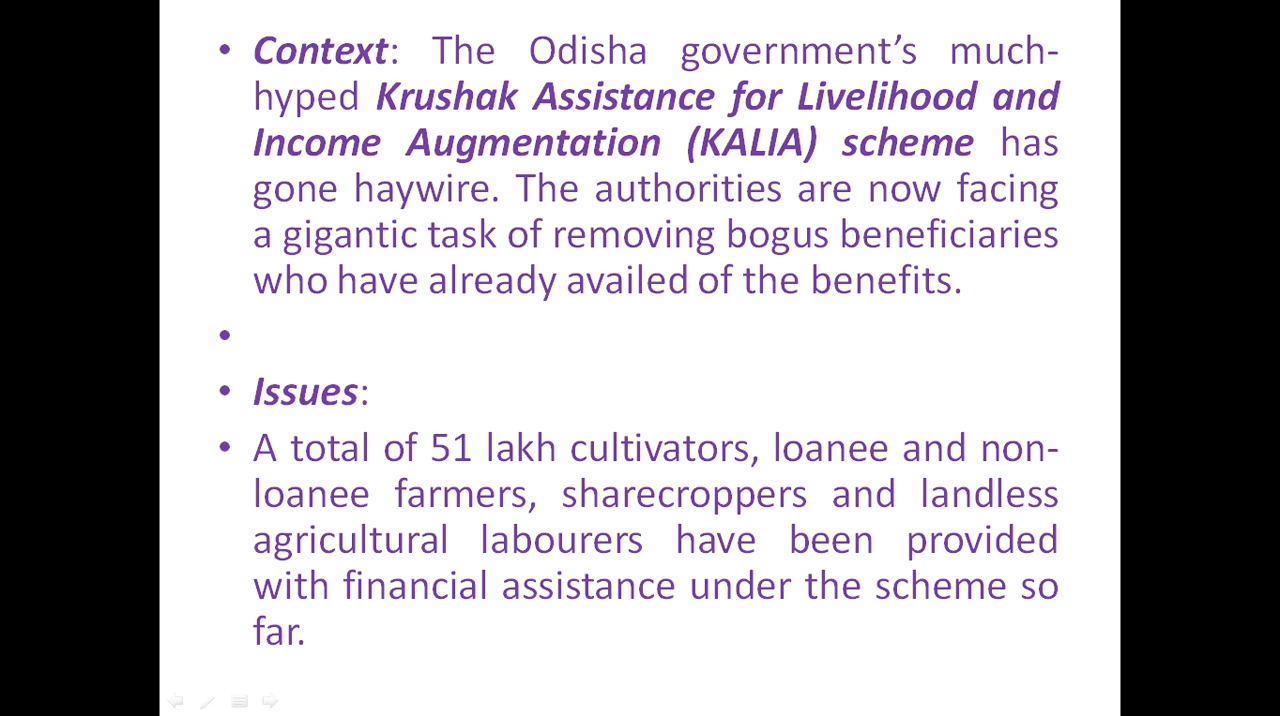 • Context: The Odisha government’s much-
hyped Krushak Assistance for Livelihood and
Income Augmentation (KALIA) scheme has
gone haywire. The authorities are now facing
a gigantic task of removing bogus beneficiaries
who have already availed of the benefits.
•
• Issues:
• A total of 51 lakh cultivators, loanee and non-
loanee farmers, sharecroppers and landless
agricultural labourers have been provided
with financial assistance under the scheme so
far.